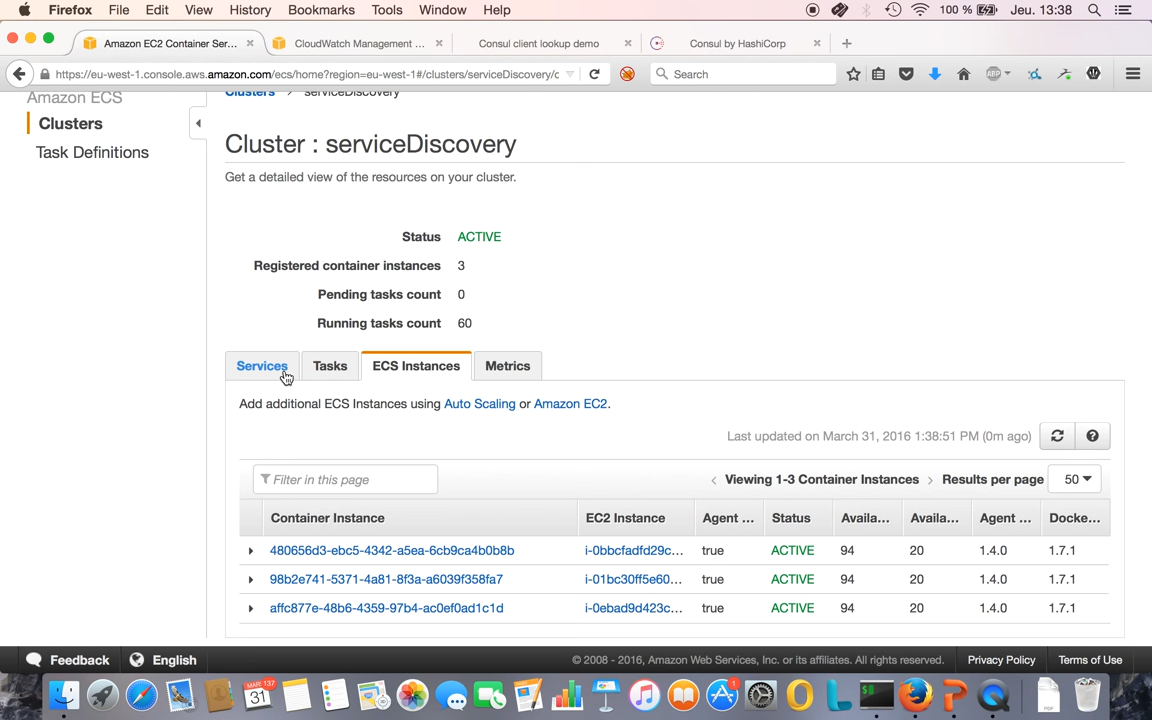 Firefox File Edit View History Bookmarks Tools Window Help 100 % Jeu. 13:38
Amazon EC2 Container Ser... CloudWatch Management ... Consul client lookup demo Consul by HashiCorp
https://eu-west-1.console.aws.amazon.com/ecs/home?region=eu-west-1#/clusters/serviceDiscovery/c Search ABP
Amazon ECS
Clusters
Task Definitions
Clusters > serviceDiscovery
Cluster : serviceDiscovery
Get a detailed view of the resources on your cluster.
Status ACTIVE
Registered container instances 3
Pending tasks count 0
Running tasks count 60
Services Tasks ECS Instances Metrics
Add additional ECS Instances using Auto Scaling or Amazon EC2.
Last updated on March 31, 2016 1:38:51 PM (0m ago)
Filter in this page < Viewing 1-3 Container Instances > Results per page 50
Container Instance EC2 Instance Agent ... Status Availa... Availa... Agent ... Docke...
480656d3-ebc5-4342-a5ea-6cb9ca4b0b8b i-0bbcfadfd29c... true ACTIVE 94 20 1.4.0 1.7.1
98b2e741-5371-4a81-8f3a-a6039f358fa7 i-01bc30ff5e60... true ACTIVE 94 20 1.4.0 1.7.1
affc877e-48b6-4359-97b4-ac0ef0ad1c1d i-0ebad9d423c... true ACTIVE 94 20 1.4.0 1.7.1
Feedback English © 2008 - 2016, Amazon Web Services, Inc. or its affiliates. All rights reserved. Privacy Policy Terms of Use
MAR 137
31
1
PDF